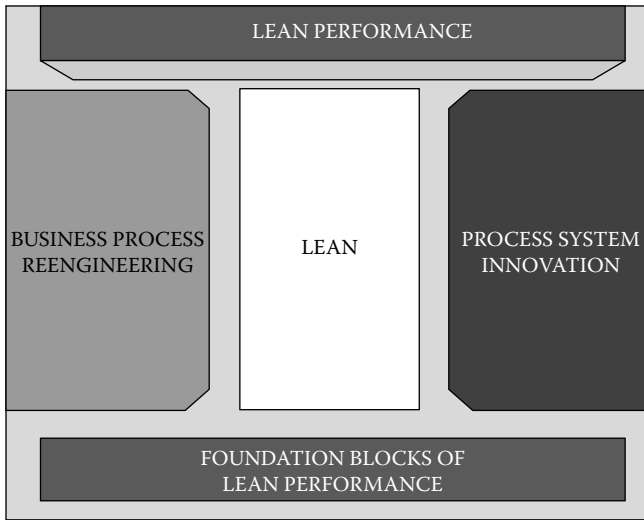 LEAN PERFORMANCE
BUSINESS PROCESS
REENGINEERING
LEAN
PROCESS SYSTEM
INNOVATION
FOUNDATION BLOCKS OF
LEAN PERFORMANCE